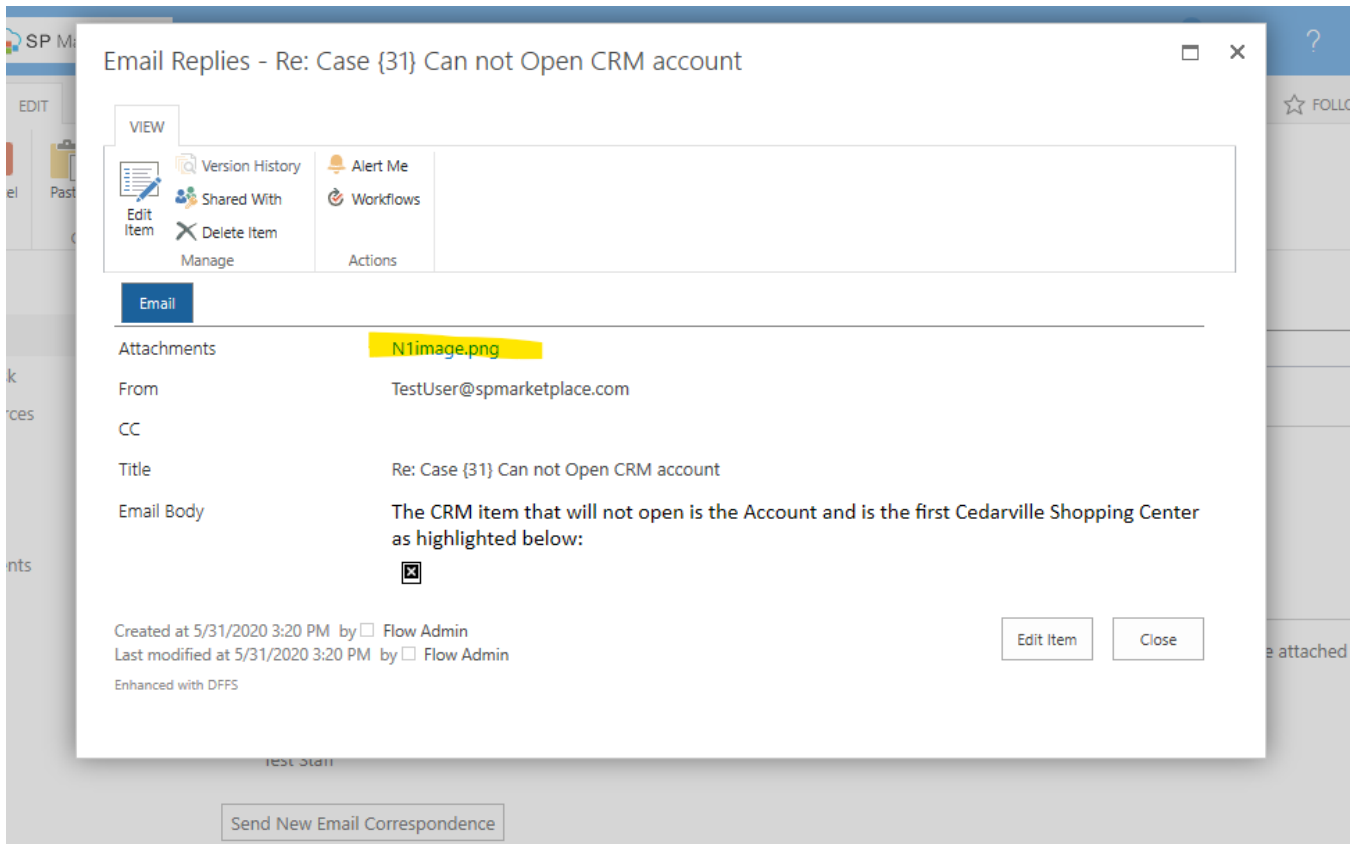 SP Ma
Email Replies - Re: Case {31} Can not Open CRM account
?
EDIT
FOLLO
VIEW
Version History
Alert Me
el
Past
Shared With
Workflows
Edit
Item
Delete Item
Manage
Actions
Email
Attachments
N1image.png
sk
From
TestUser@spmarketplace.com
rces
CC
Title
Re: Case {31} Can not Open CRM account
Email Body
The CRM item that will not open is the Account and is the first Cedarville Shopping Center
as highlighted below:
nts
Created at 5/31/2020 3:20 PM by Flow Admin
Edit Item
Close
e attached
Last modified at 5/31/2020 3:20 PM by Flow Admin
Enhanced with DFFS
Test Staff
Send New Email Correspondence